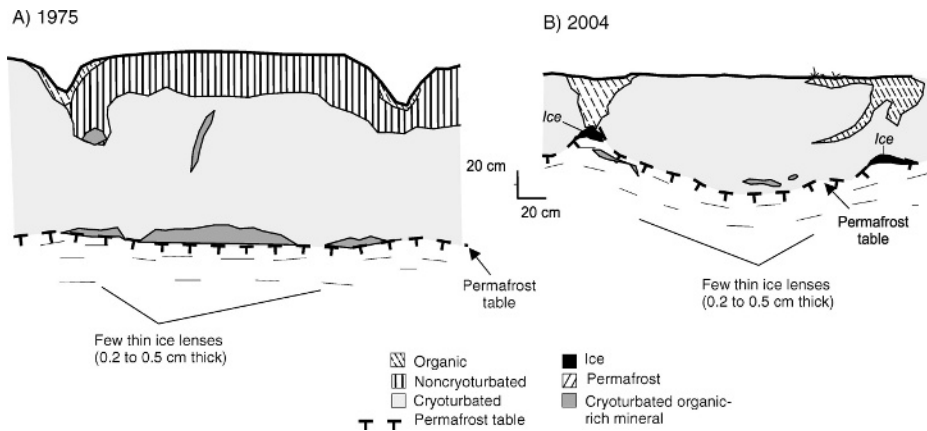 A) 1975
B) 2004
Ice
Ice
20 cm
20 cm
Permafrost
table
Permafrost
table
Few thin ice lenses
(0.2 to 0.5 cm thick)
Few thin ice lenses
(0.2 to 0.5 cm thick)
Organic
Noncryoturbated
Cryoturbated
Permafrost table
Ice
Permafrost
Cryoturbated organic-
rich mineral